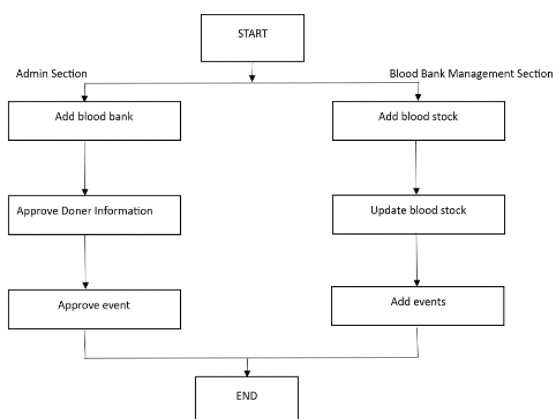 START
Admin Section
Blood Bank Management Section
Add blood bank
Add blood stock
Approve Doner Information
Update blood stock
Approve event
Add events
END